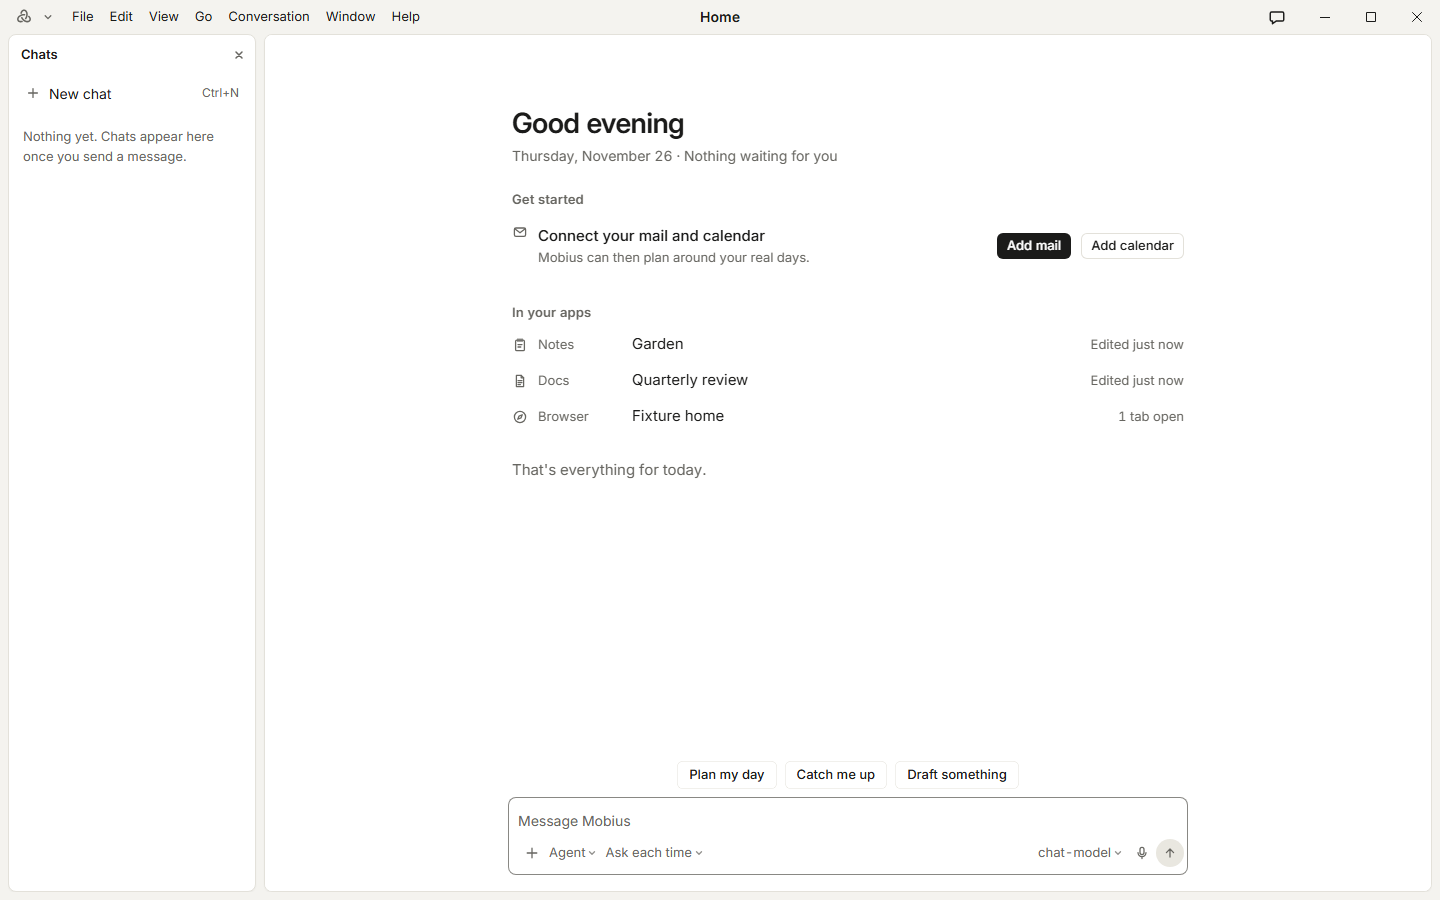 File Edit View Go Conversation Window Help
Home
Chats
New chat Ctrl+N
Nothing yet. Chats appear here
once you send a message.
Good evening
Thursday, November 26 · Nothing waiting for you
Get started
Connect your mail and calendar
Mobius can then plan around your real days.
Add mail Add calendar
In your apps
Notes Garden Edited just now
Docs Quarterly review Edited just now
Browser Fixture home 1 tab open
That's everything for today.
Plan my day Catch me up Draft something
Message Mobius
Agent Ask each time chat-model